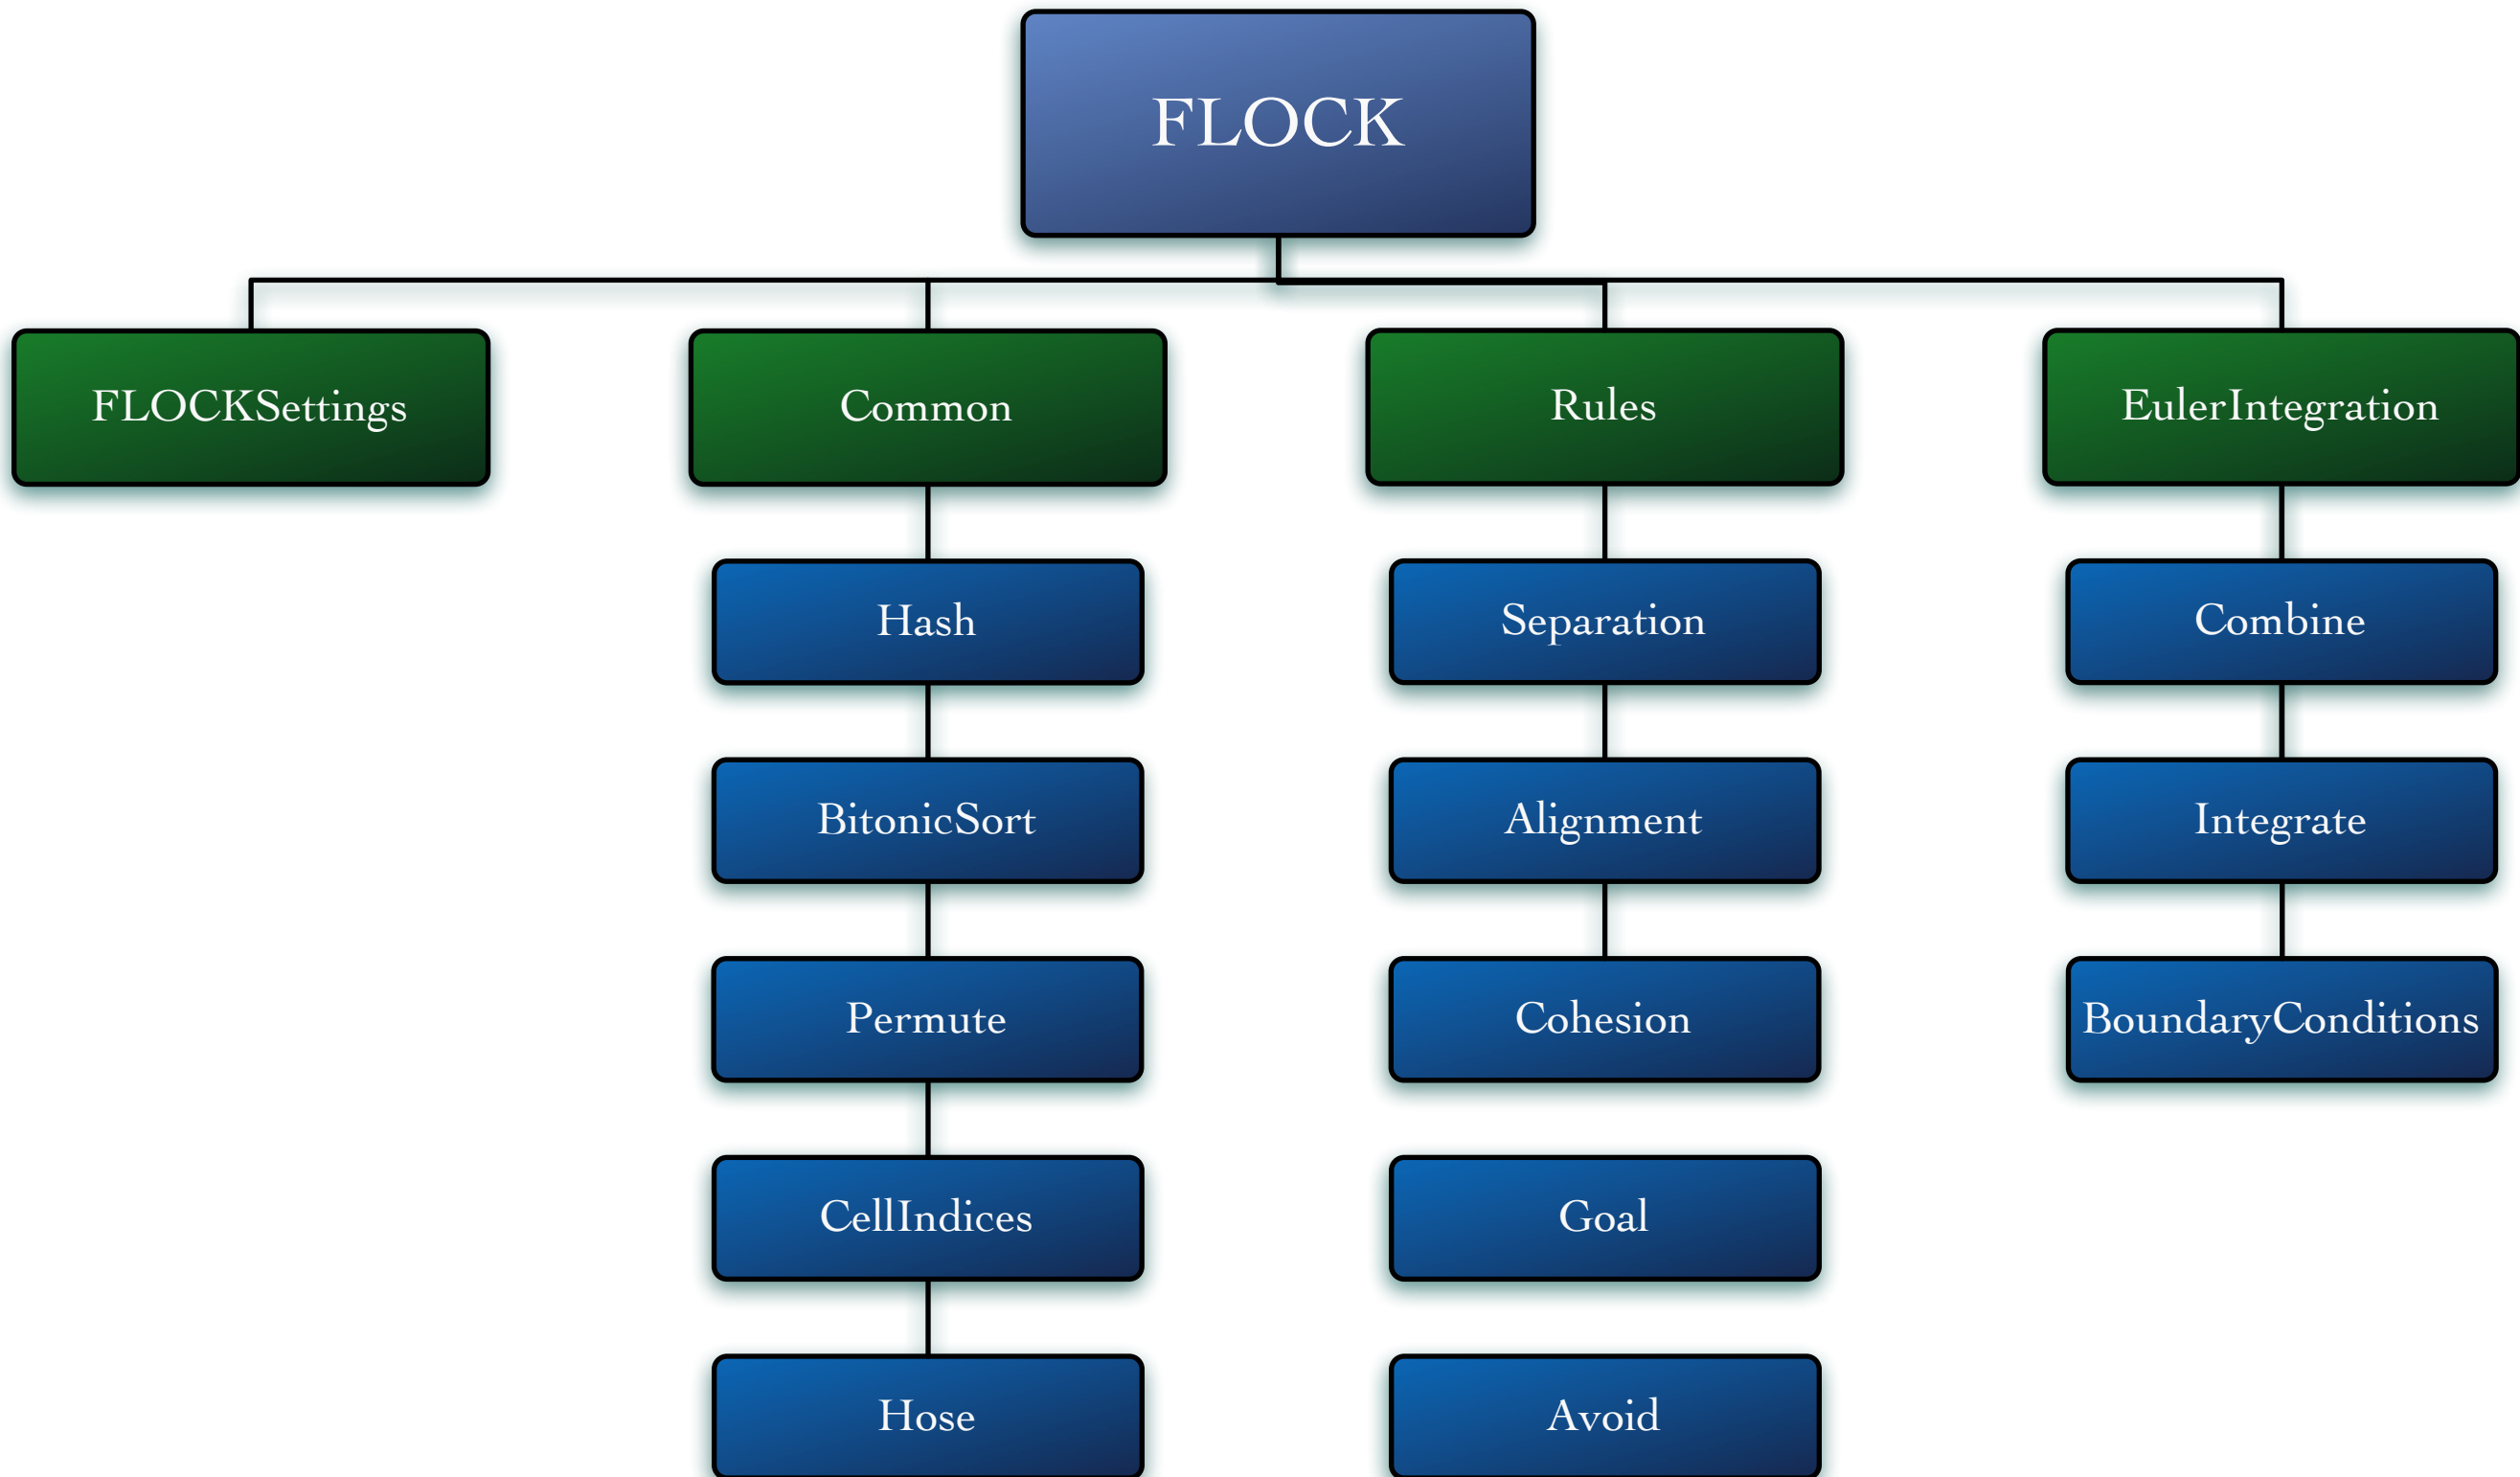 FLOCK
FLOCKSettings
Common
Rules
EulerIntegration
Hash
Separation
Combine
BitonicSort
Alignment
Integrate
Permute
Cohesion
BoundaryConditions
CellIndices
Goal
Hose
Avoid